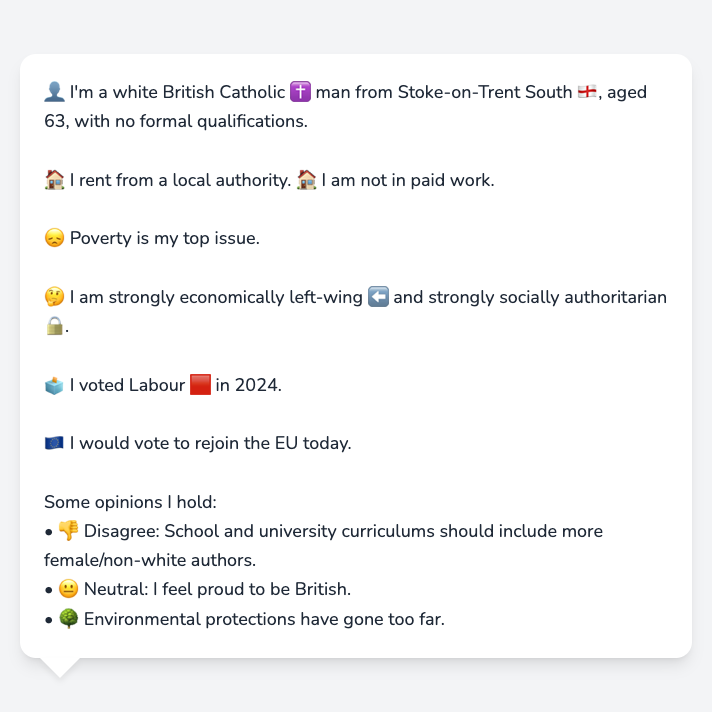 👤 I'm a white British Catholic ✝️ man from Stoke-on-Trent South 🏴󠁧󠁢󠁥󠁮󠁧󠁿, aged
63, with no formal qualifications.
🏠 I rent from a local authority. 🏠 I am not in paid work.
😞 Poverty is my top issue.
🤔 I am strongly economically left-wing ⬅️ and strongly socially authoritarian
🔒.
🗳️ I voted Labour 🟥 in 2024.
🇪🇺 I would vote to rejoin the EU today.
Some opinions I hold:
• 👎 Disagree: School and university curriculums should include more
female/non-white authors.
• 😐 Neutral: I feel proud to be British.
• 🌳 Environmental protections have gone too far.